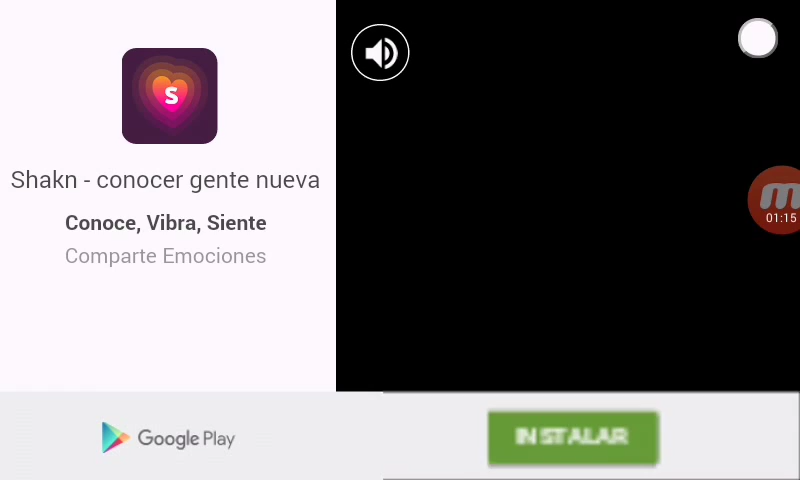 S
Shakn - conocer gente nueva
Conoce, Vibra, Siente
Comparte Emociones
01:15
Google Play
INSTALAR